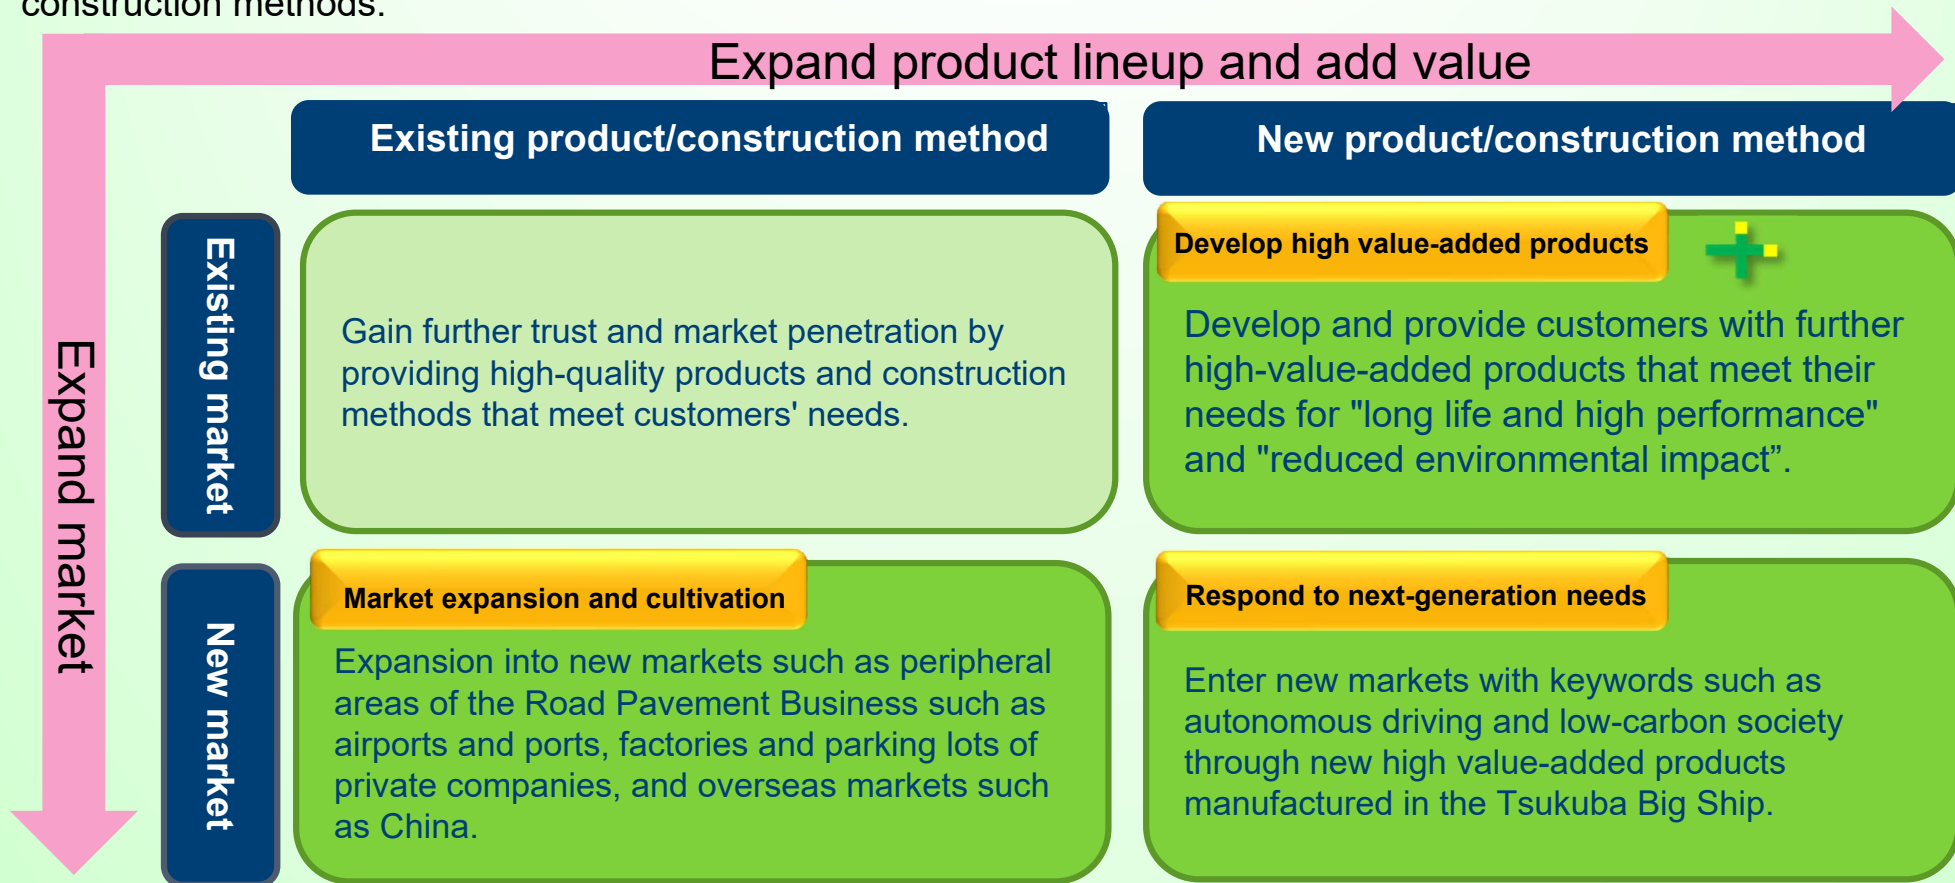 construction methods.
Expand product lineup and add value
Existing product/construction method
New product/construction method
Expand market
Existing market
Gain further trust and market penetration by
providing high-quality products and construction
methods that meet customers' needs.
Develop high value-added products
Develop and provide customers with further
high-value-added products that meet their
needs for "long life and high performance"
and "reduced environmental impact”.
New market
Market expansion and cultivation
Expansion into new markets such as peripheral
areas of the Road Pavement Business such as
airports and ports, factories and parking lots of
private companies, and overseas markets such
as China.
Respond to next-generation needs
Enter new markets with keywords such as
autonomous driving and low-carbon society
through new high value-added products
manufactured in the Tsukuba Big Ship.